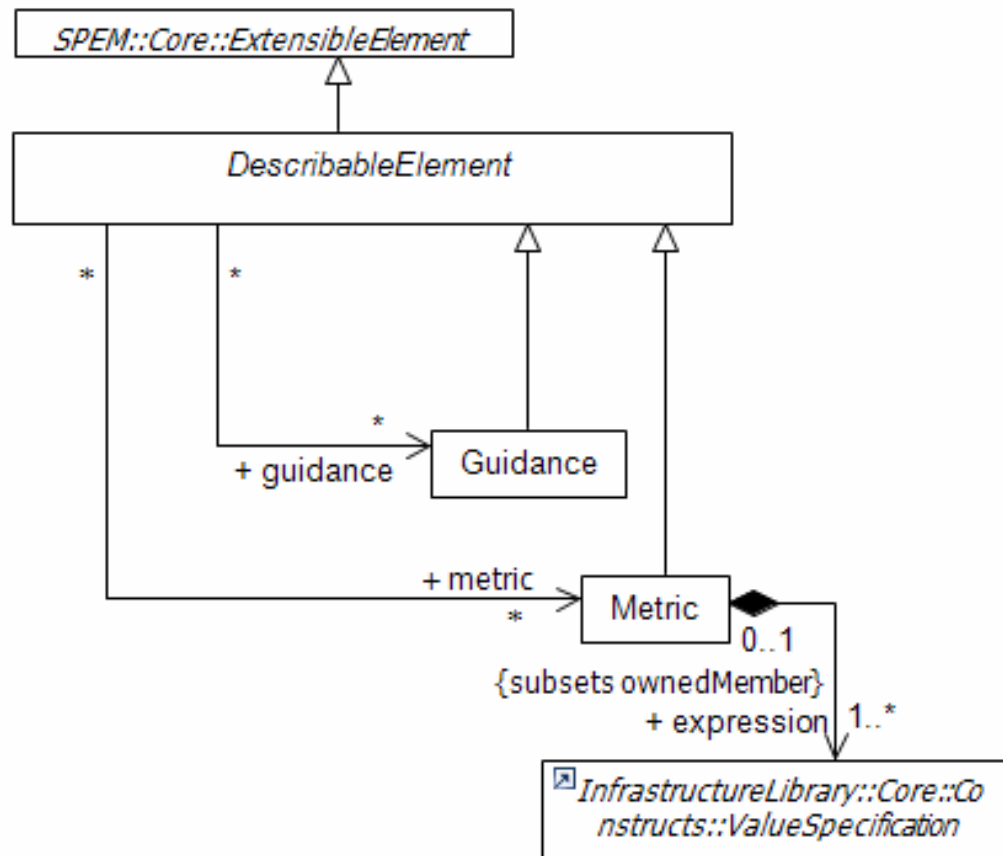 SPEM::Core::ExtensibleElement
DescribableElement
*
*
*
+ guidance
Guidance
+ metric
*
Metric
0..1
{subsets ownedMember}
+ expression
1..*
InfrastructureLibrary::Core::Co
nstructs::ValueSpecification